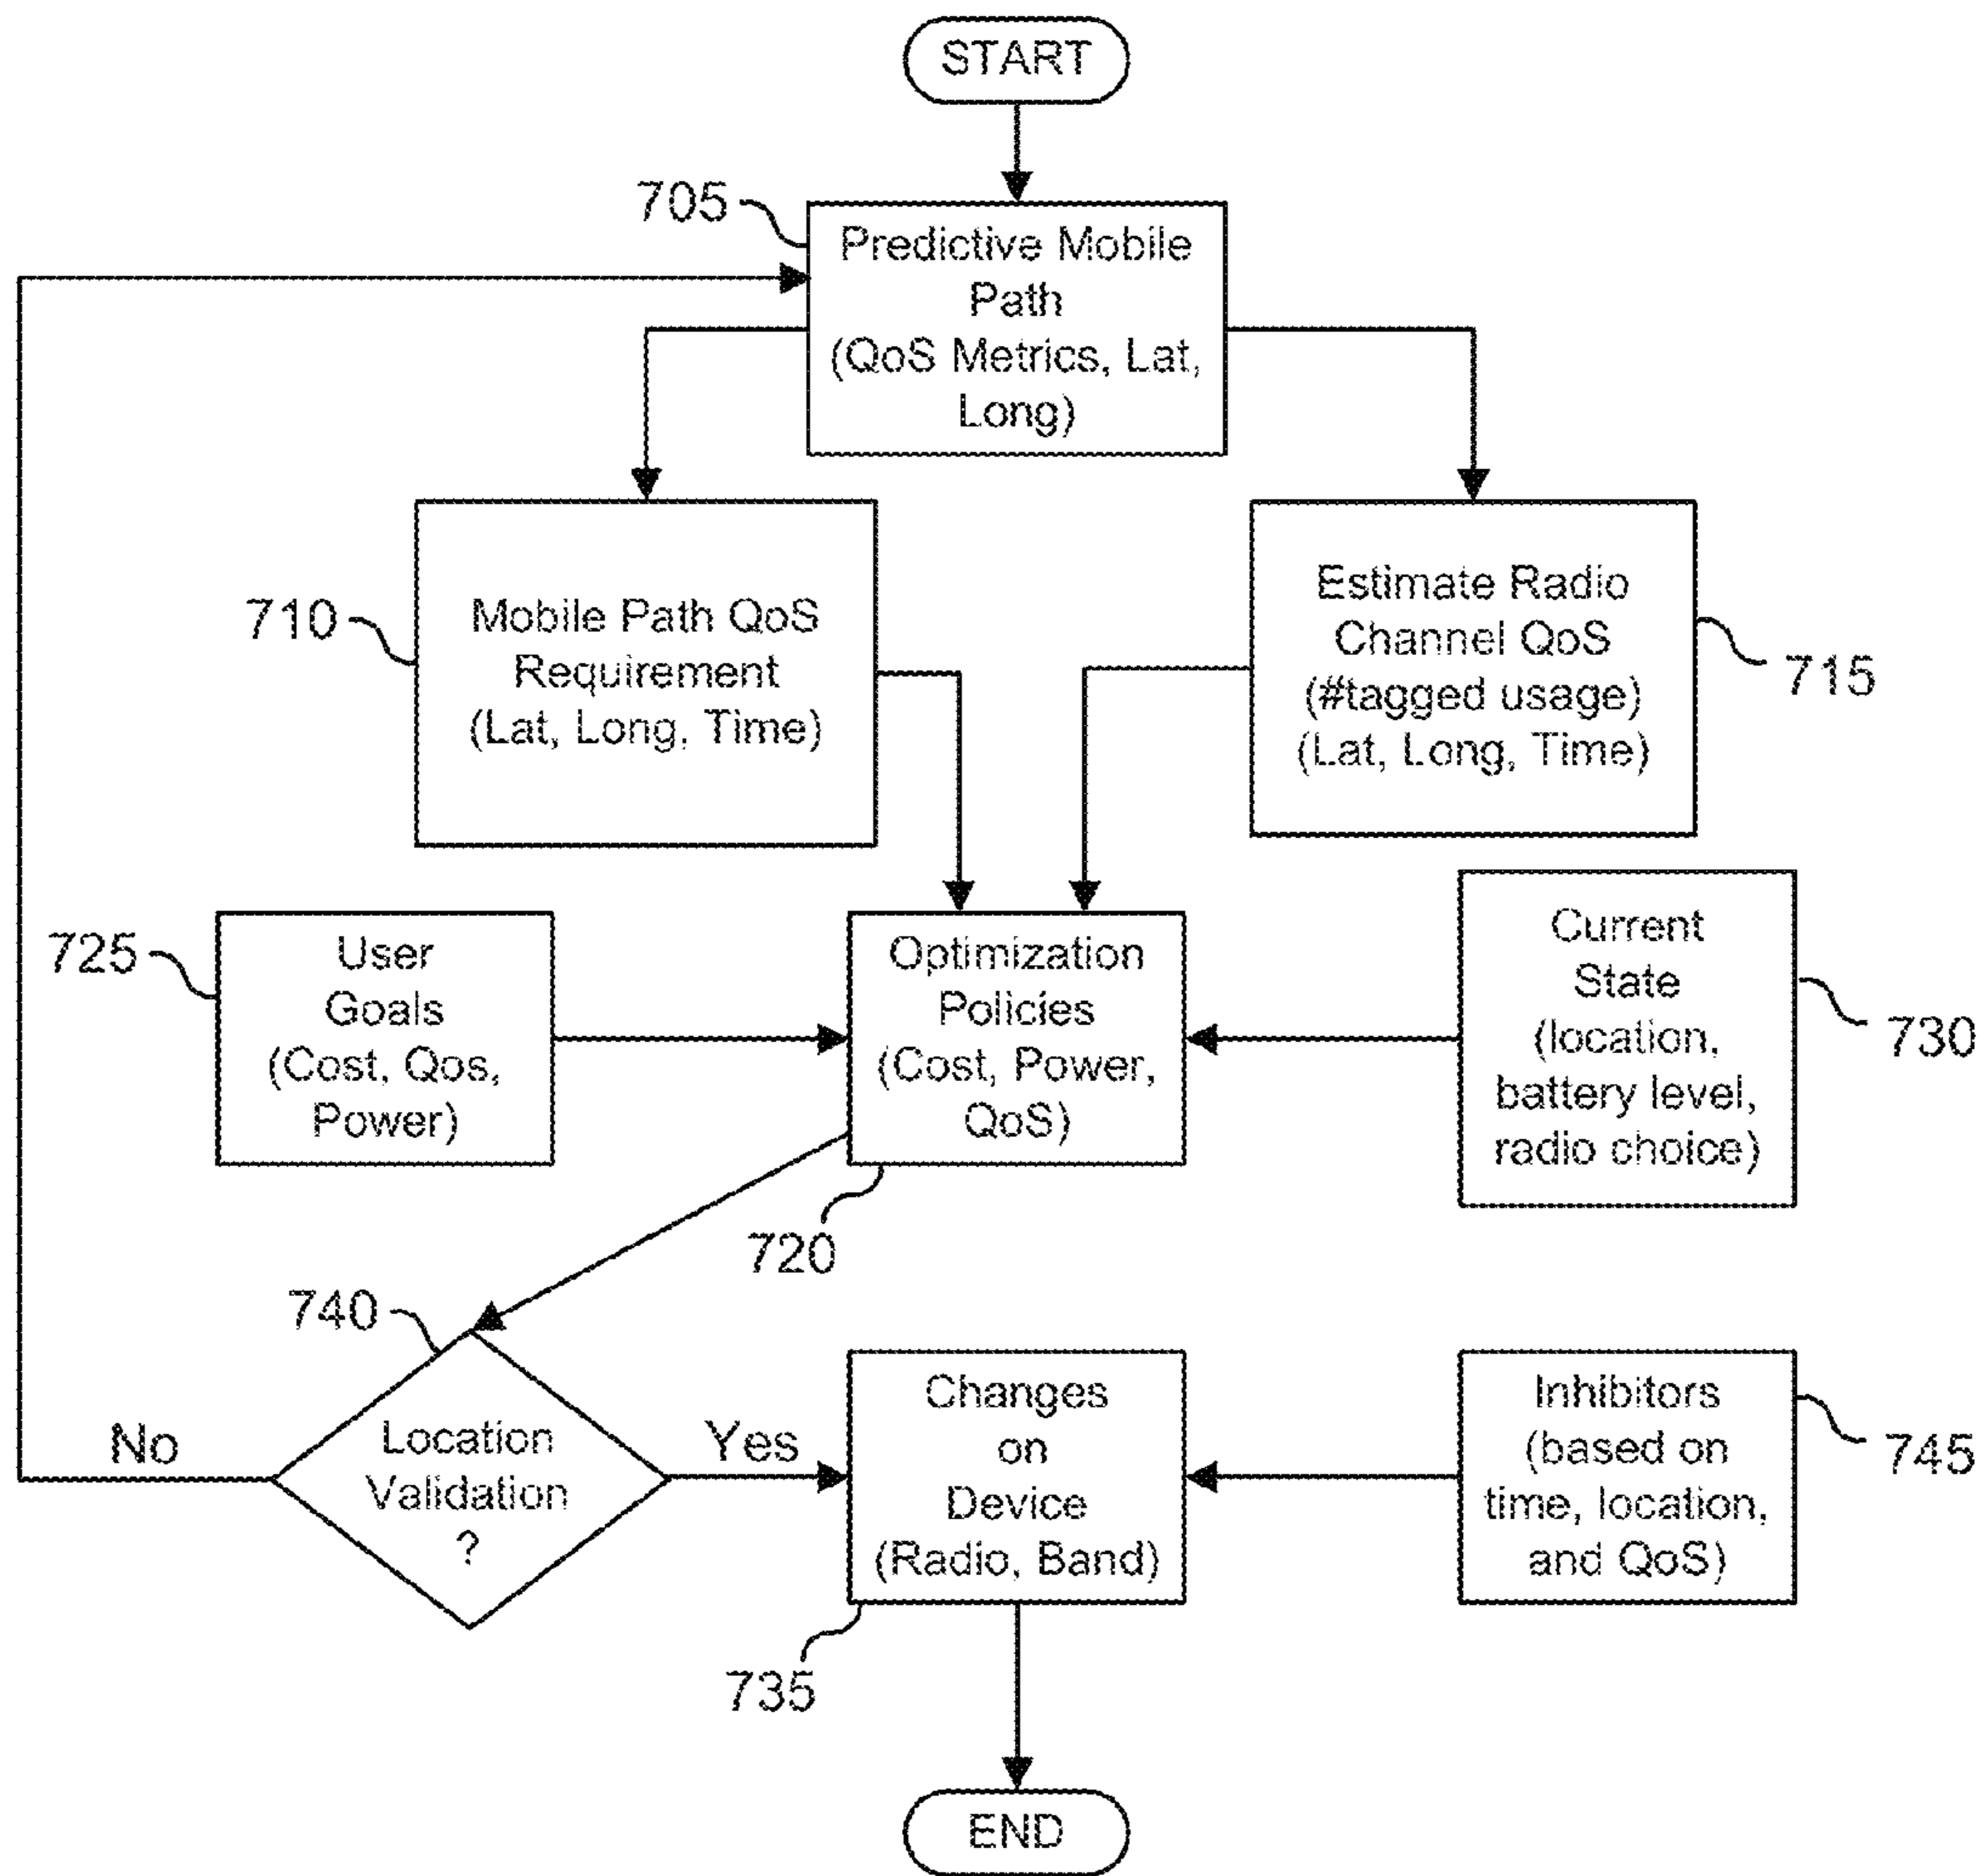 START
705
Predictive Mobile
Path
(QoS Metrics, Lat,
Long)
710
Mobile Path QoS
Requirement
(Lat, Long, Time)
Estimate Radio
Channel QoS
(#tagged usage)
(Lat, Long, Time)
715
725
User
Goals
(Cost, Qos,
Power)
Optimization
Policies
(Cost, Power,
QoS)
720
Current
State
(location,
battery level,
radio choice)
730
740
Location
Validation
?
No
Yes
Changes
on
Device
(Radio, Band)
735
Inhibitors
(based on
time, location,
and QoS)
745
END